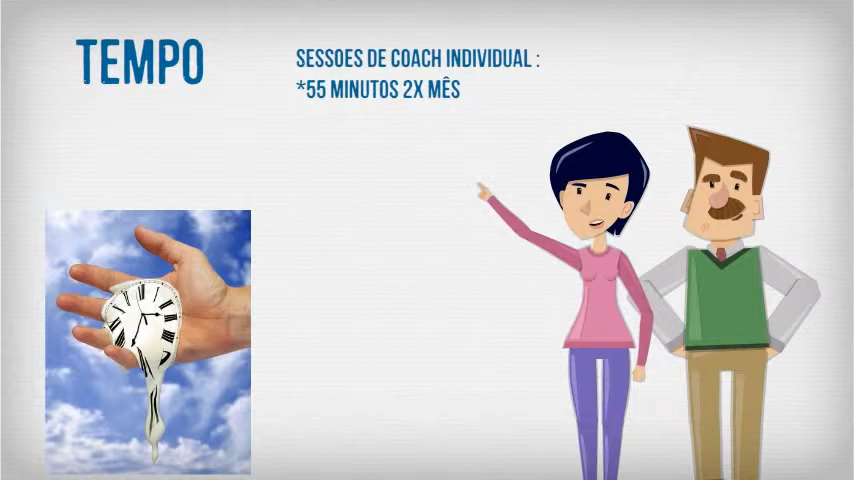 TEMPO
SESSOES DE COACH INDIVIDUAL :
*55 MINUTOS 2X MÊS